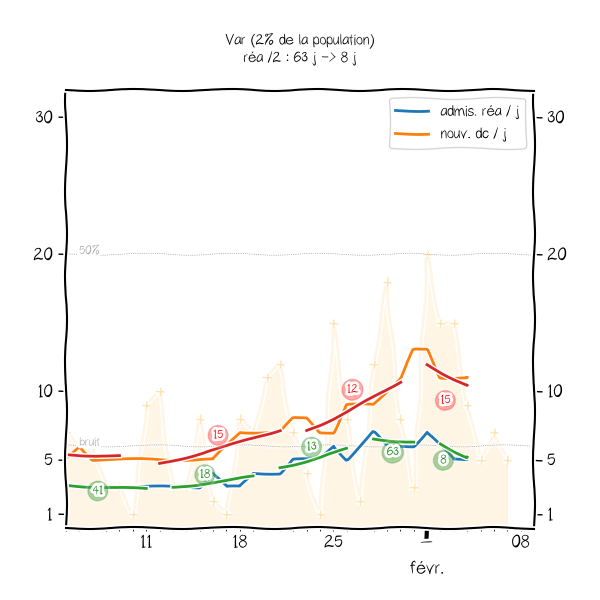 Var (2% de la population)
réa /2 : 63 j -> 8 j
admis. réa / j
nouv. dc / j
30 30
20 20
50%
10 10
bruit
5 5
1 1
12
15
15
13
63
18
8
41
11 18 25 1 08
févr.